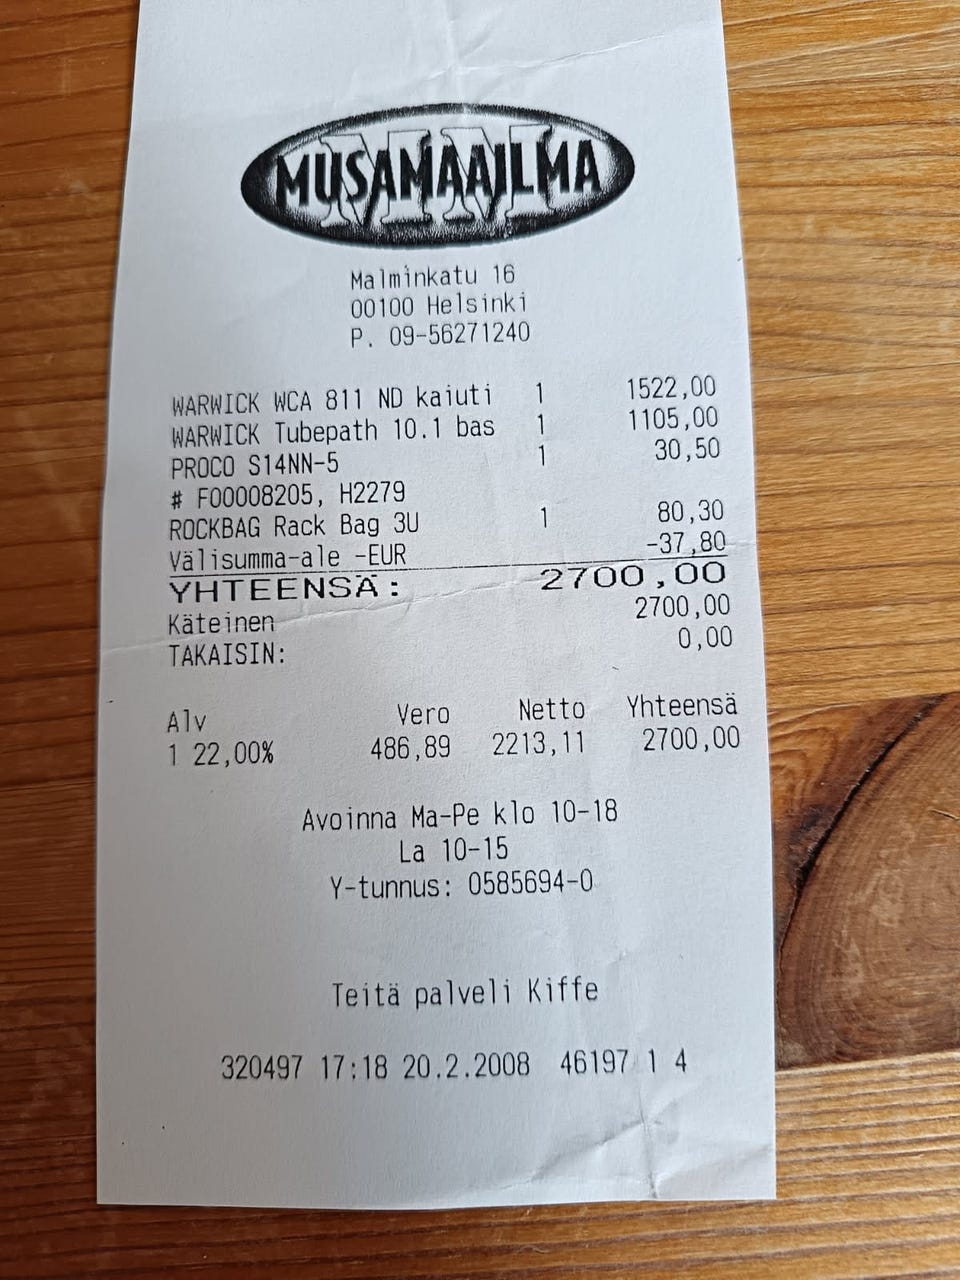 MUSAMAAILMA
Malminkatu 16
00100 Helsinki
P. 09-56271240
WARWICK WCA 811 ND kaiuti 1 1522,00
WARWICK Tubepath 10.1 bas 1 1105,00
PROCO S14NN-5 1 30,50
# F00008205, H2279
ROCKBAG Rack Bag 3U 1 80,30
Välisumma-ale -EUR -37,80
YHTEENSÄ: 2700,00
Käteinen 2700,00
TAKAISIN: 0,00
Alv Vero Netto Yhteensä
1 22,00% 486,89 2213,11 2700,00
Avoinna Ma-Pe klo 10-18
La 10-15
Y-tunnus: 0585694-0
Teitä palveli Kiffe
320497 17:18 20.2.2008 46197 1 4